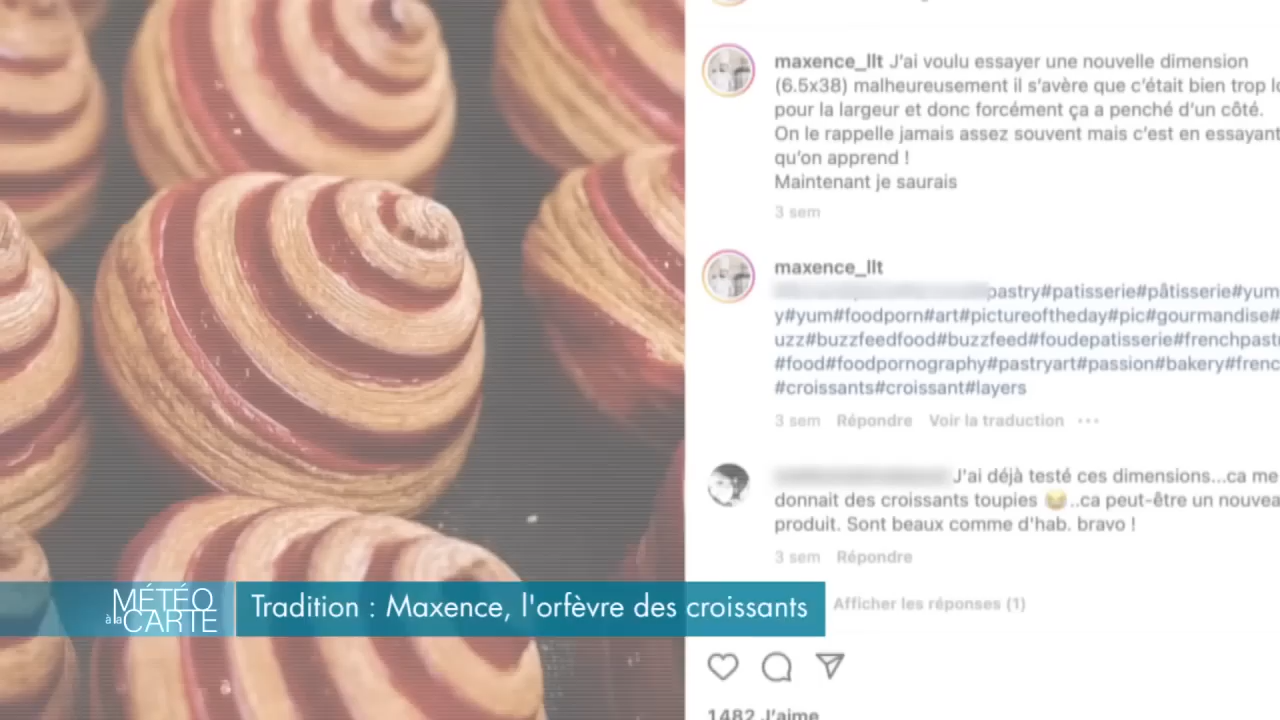 maxence_llt J'ai voulu essayer une nouvelle dimension
(6.5x38) malheureusement il s'avère que c'était bien trop
pour la largeur et donc forcément ça a penché d'un côté.
On le rappelle jamais assez souvent mais c'est en essayant
qu'on apprend !
Maintenant je saurais
3 sem
maxence_llt
pastry#patisserie#pâtisserie#yum
y#yum#foodporn#art#pictureoftheday#pic#gourmandise#
uzz#buzzfeedfood#buzzfeed#foudepatisserie#frenchpast
#food#foodpornography#pastryart#passion#bakery#frenc
#croissants#croissant#layers
3 sem Répondre Voir la traduction ...
J'ai déjà testé ces dimensions...ca me
donnait des croissants toupies 😂..ca peut-être un nouvea
produit. Sont beaux comme d'hab. bravo !
3 sem Répondre
Afficher les réponses (1)
MÉTÉO
à la CARTE
Tradition : Maxence, l'orfèvre des croissants
1482 J'aime